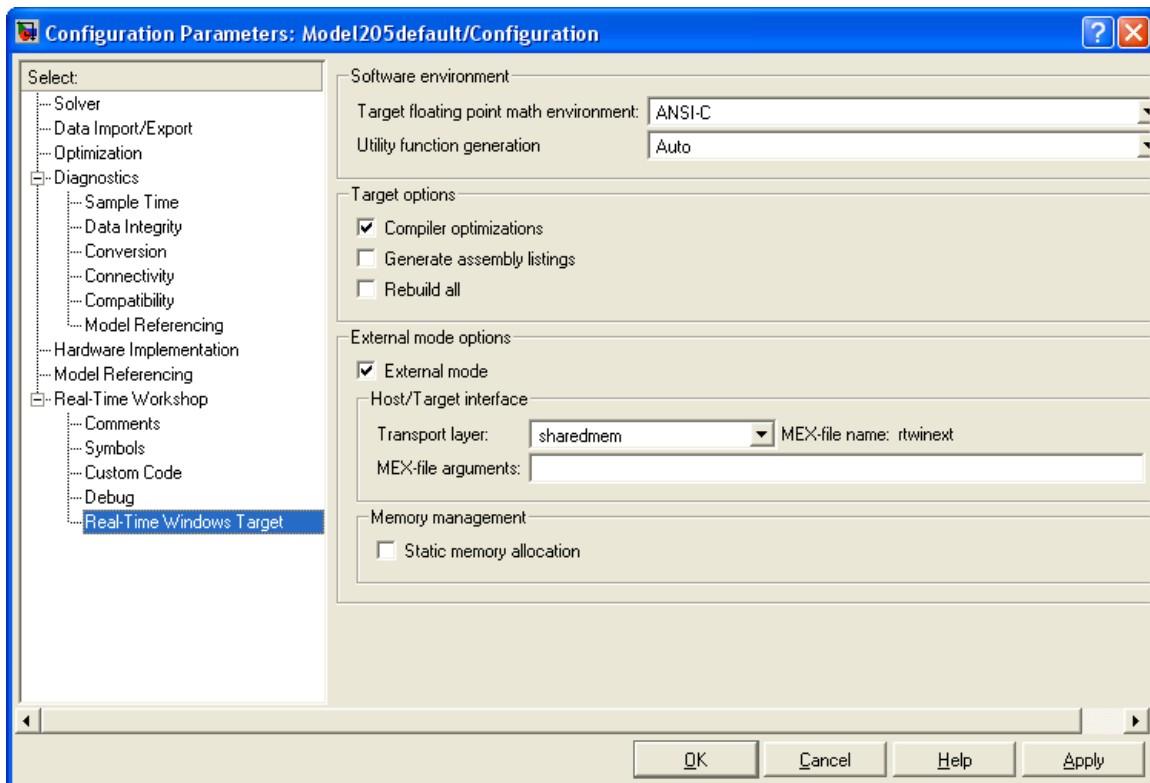 Configuration Parameters: Model205default/Configuration
Select:
Solver
Data Import/Export
Optimization
Diagnostics
Sample Time
Data Integrity
Conversion
Connectivity
Compatibility
Model Referencing
Hardware Implementation
Model Referencing
Real-Time Workshop
Comments
Symbols
Custom Code
Debug
Real-Time Windows Target
Software environment
Target floating point math environment: ANSI-C
Utility function generation Auto
Target options
Compiler optimizations
Generate assembly listings
Rebuild all
External mode options
External mode
Host/Target interface
Transport layer: sharedmem MEX-file name: rtwinext
MEX-file arguments:
Memory management
Static memory allocation
OK Cancel Help Apply